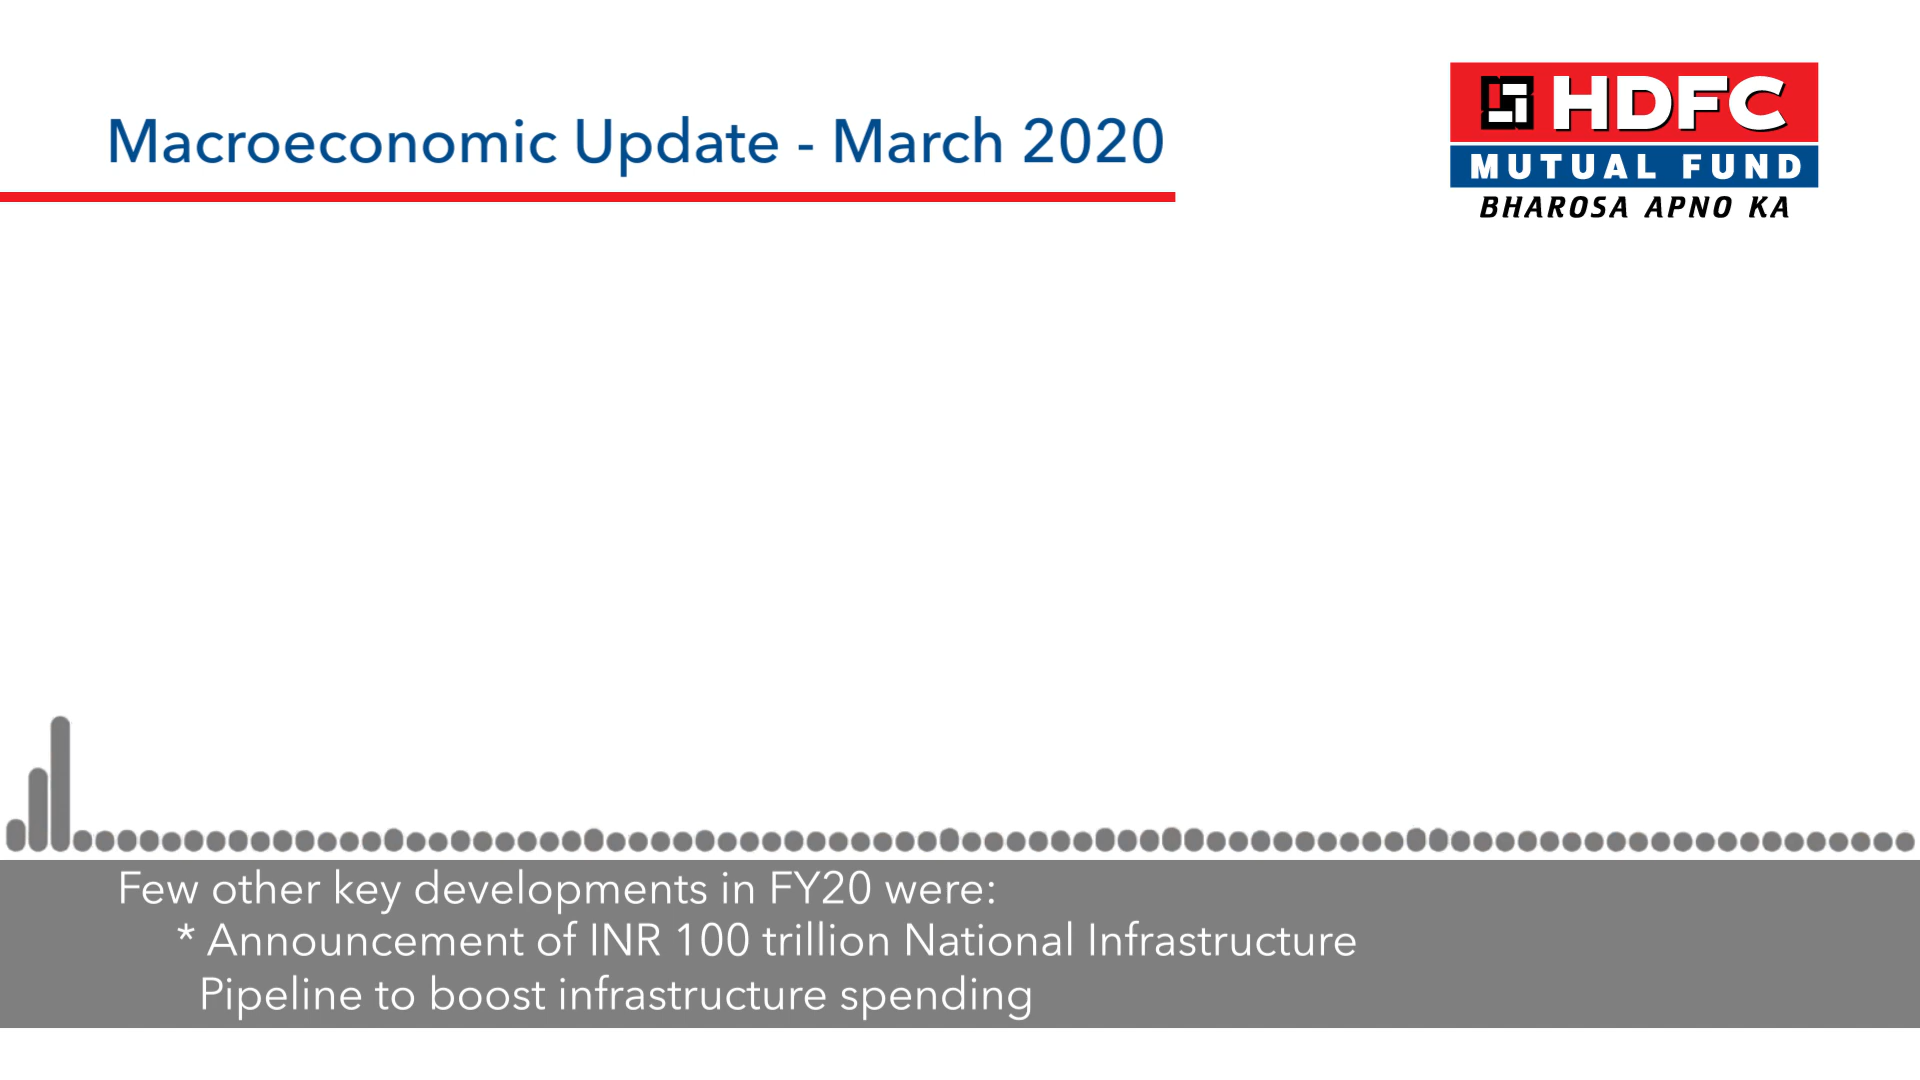 Macroeconomic Update - March 2020
HDFC
MUTUAL FUND
BHAROSA APNO KA
Few other key developments in FY20 were:
* Announcement of INR 100 trillion National Infrastructure
Pipeline to boost infrastructure spending